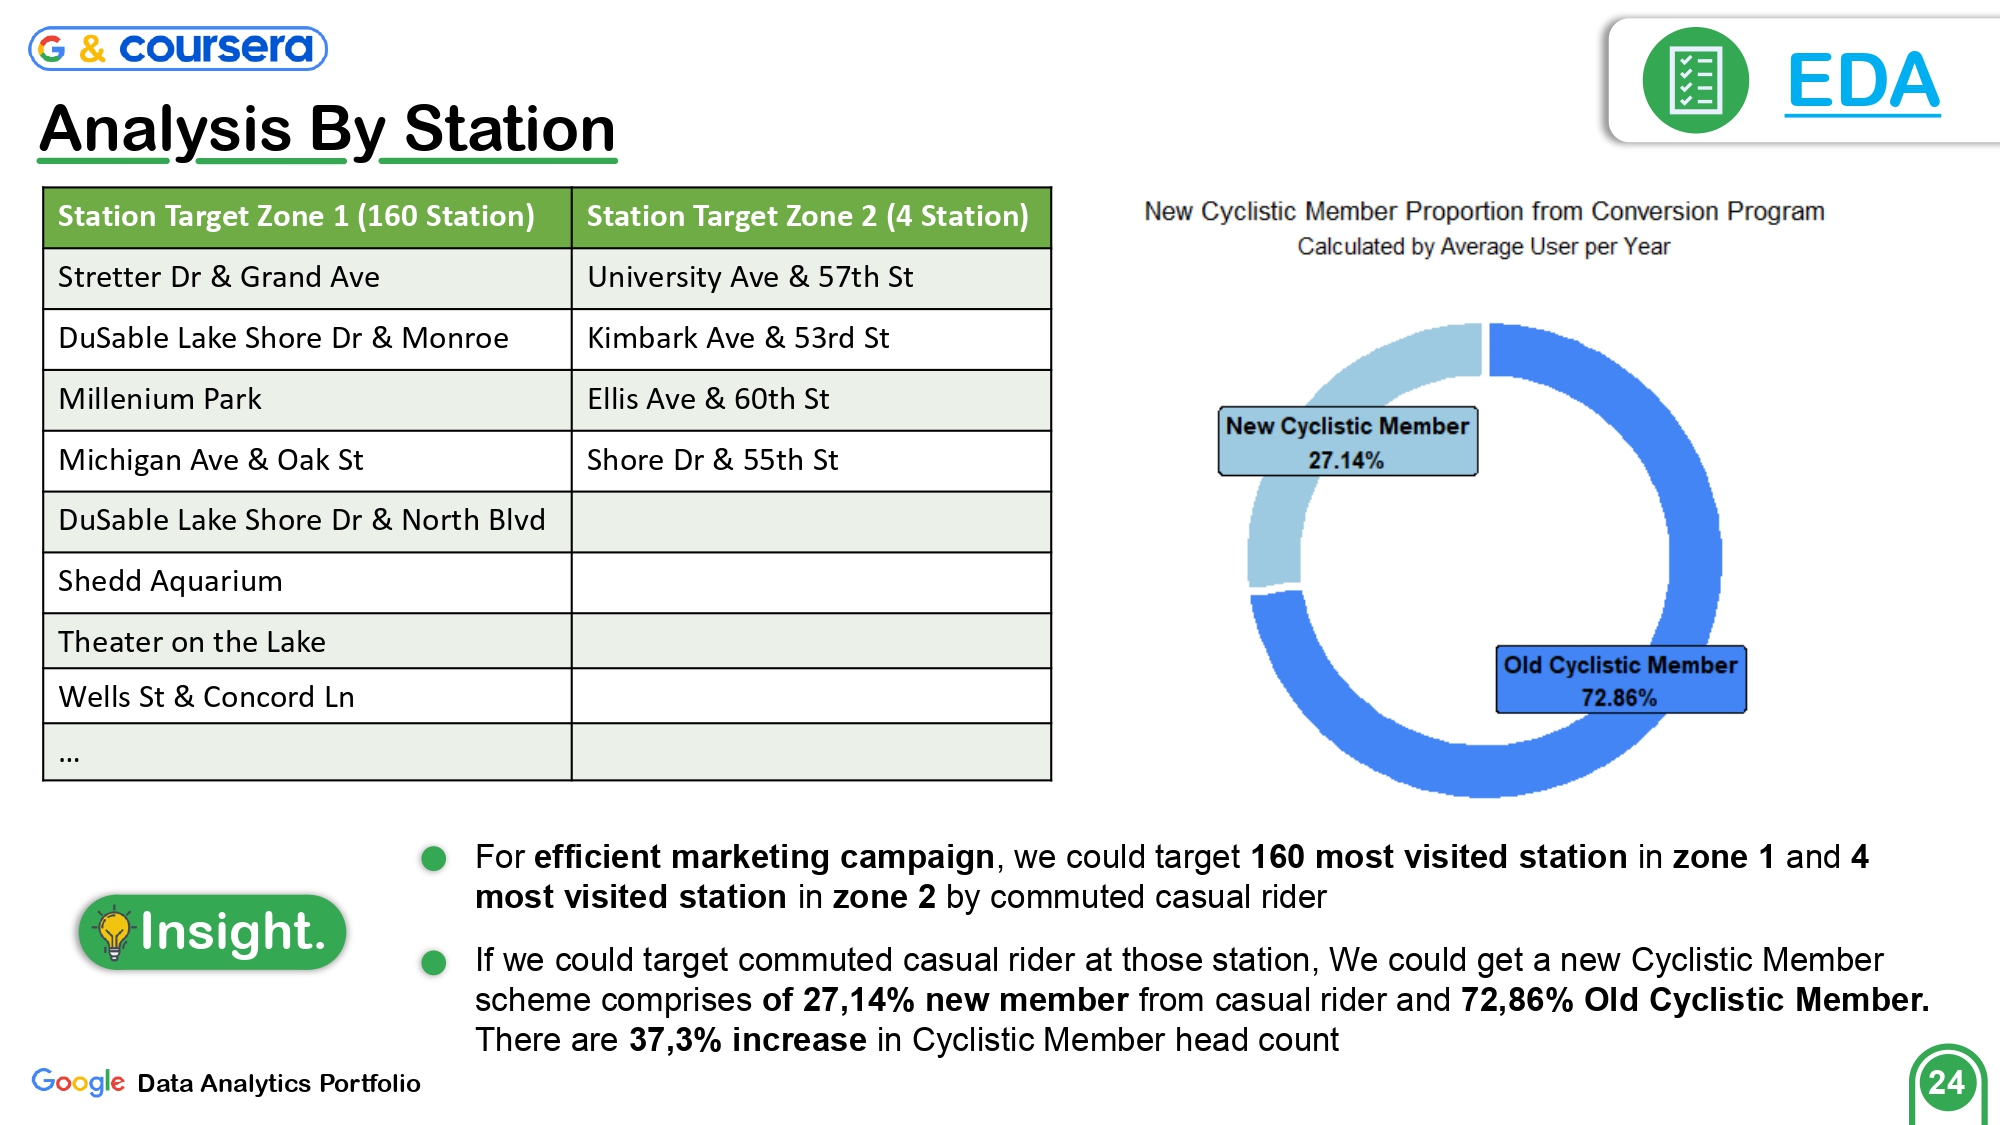 G & coursera
EDA
Analysis By Station
Station Target Zone 1 (160 Station) Station Target Zone 2 (4 Station)
Stretter Dr & Grand Ave University Ave & 57th St
DuSable Lake Shore Dr & Monroe Kimbark Ave & 53rd St
Millenium Park Ellis Ave & 60th St
Michigan Ave & Oak St Shore Dr & 55th St
DuSable Lake Shore Dr & North Blvd
Shedd Aquarium
Theater on the Lake
Wells St & Concord Ln
...
New Cyclistic Member Proportion from Conversion Program
Calculated by Average User per Year
New Cyclistic Member
27.14%
Old Cyclistic Member
72.86%
Insight.
For efficient marketing campaign, we could target 160 most visited station in zone 1 and 4
most visited station in zone 2 by commuted casual rider
If we could target commuted casual rider at those station, We could get a new Cyclistic Member
scheme comprises of 27,14% new member from casual rider and 72,86% Old Cyclistic Member.
There are 37,3% increase in Cyclistic Member head count
Google Data Analytics Portfolio
24